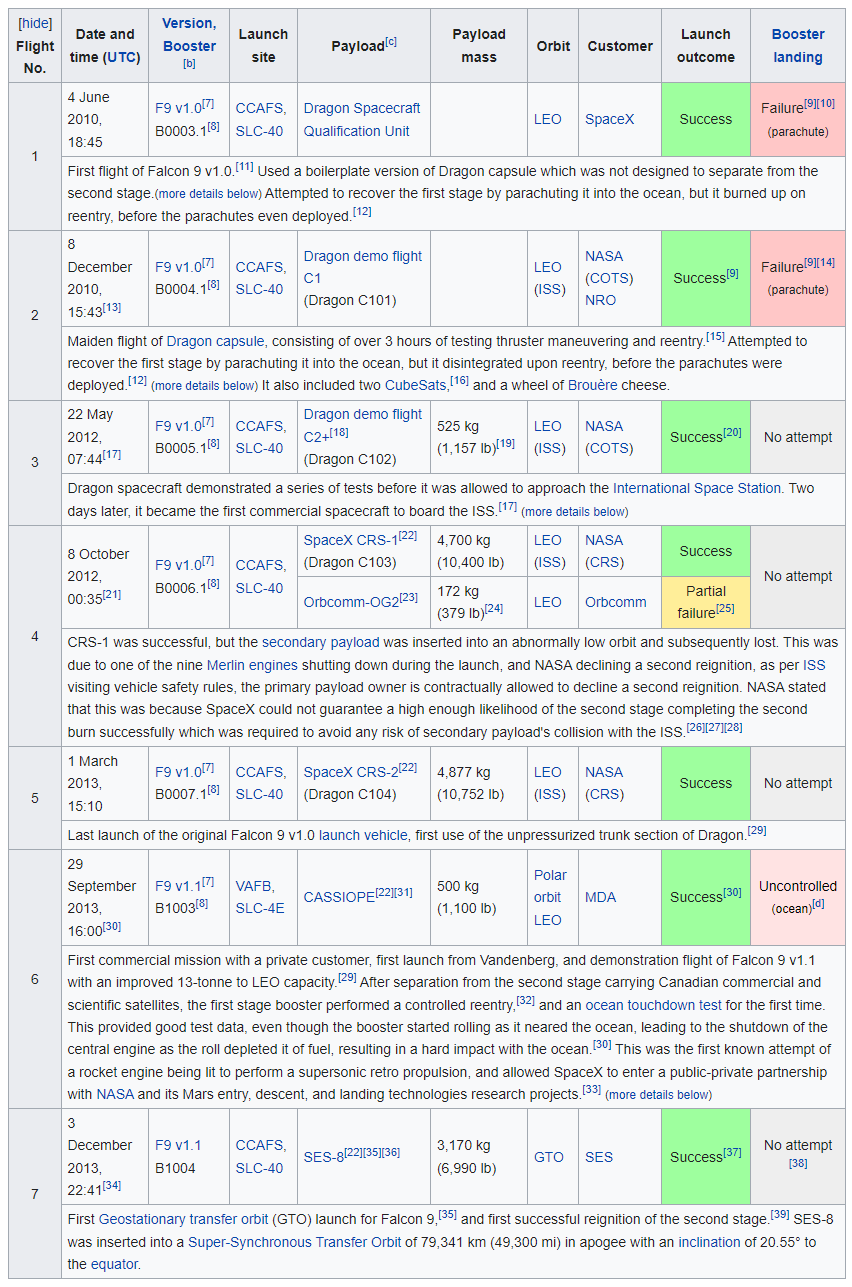 [hide]
Flight
No.
Date and
time (UTC)
Version,
Booster
[b]
Launch
site
Payload[c]
Payload
mass
Orbit
Customer
Launch
outcome
Booster
landing
1
4 June
2010,
18:45
F9 v1.0[7]
B0003.1[8]
CCAFS,
SLC-40
Dragon Spacecraft
Qualification Unit
LEO
SpaceX
Success
Failure[9][10]
(parachute)
First flight of Falcon 9 v1.0.[11] Used a boilerplate version of Dragon capsule which was not designed to separate from the
second stage.(more details below) Attempted to recover the first stage by parachuting it into the ocean, but it burned up on
reentry, before the parachutes even deployed.[12]
2
8
December
2010,
15:43[13]
F9 v1.0[7]
B0004.1[8]
CCAFS,
SLC-40
Dragon demo flight
C1
(Dragon C101)
LEO
(ISS)
NASA
(COTS)
NRO
Success[9]
Failure[9][14]
(parachute)
Maiden flight of Dragon capsule, consisting of over 3 hours of testing thruster maneuvering and reentry.[15] Attempted to
recover the first stage by parachuting it into the ocean, but it disintegrated upon reentry, before the parachutes were
deployed.[12] (more details below) It also included two CubeSats,[16] and a wheel of Brouère cheese.
3
22 May
2012,
07:44[17]
F9 v1.0[7]
B0005.1[8]
CCAFS,
SLC-40
Dragon demo flight
C2+[18]
(Dragon C102)
525 kg
(1,157 lb)[19]
LEO
(ISS)
NASA
(COTS)
Success[20]
No attempt
Dragon spacecraft demonstrated a series of tests before it was allowed to approach the International Space Station. Two
days later, it became the first commercial spacecraft to board the ISS.[17] (more details below)
4
8 October
2012,
00:35[21]
F9 v1.0[7]
B0006.1[8]
CCAFS,
SLC-40
SpaceX CRS-1[22]
(Dragon C103)
4,700 kg
(10,400 lb)
LEO
(ISS)
NASA
(CRS)
Success
No attempt
Orbcomm-OG2[23]
172 kg
(379 lb)[24]
LEO
Orbcomm
Partial
failure[25]
CRS-1 was successful, but the secondary payload was inserted into an abnormally low orbit and subsequently lost. This was
due to one of the nine Merlin engines shutting down during the launch, and NASA declining a second reignition, as per ISS
visiting vehicle safety rules, the primary payload owner is contractually allowed to decline a second reignition. NASA stated
that this was because SpaceX could not guarantee a high enough likelihood of the second stage completing the second
burn successfully which was required to avoid any risk of secondary payload's collision with the ISS.[26][27][28]
5
1 March
2013,
15:10
F9 v1.0[7]
B0007.1[8]
CCAFS,
SLC-40
SpaceX CRS-2[22]
(Dragon C104)
4,877 kg
(10,752 lb)
LEO
(ISS)
NASA
(CRS)
Success
No attempt
Last launch of the original Falcon 9 v1.0 launch vehicle, first use of the unpressurized trunk section of Dragon.[29]
6
29
September
2013,
16:00[30]
F9 v1.1[7]
B1003[8]
VAFB,
SLC-4E
CASSIOPE[22][31]
500 kg
(1,100 lb)
Polar
orbit
LEO
MDA
Success[30]
Uncontrolled
(ocean)[d]
First commercial mission with a private customer, first launch from Vandenberg, and demonstration flight of Falcon 9 v1.1
with an improved 13-tonne to LEO capacity.[29] After separation from the second stage carrying Canadian commercial and
scientific satellites, the first stage booster performed a controlled reentry,[32] and an ocean touchdown test for the first time.
This provided good test data, even though the booster started rolling as it neared the ocean, leading to the shutdown of the
central engine as the roll depleted it of fuel, resulting in a hard impact with the ocean.[30] This was the first known attempt of
a rocket engine being lit to perform a supersonic retro propulsion, and allowed SpaceX to enter a public-private partnership
with NASA and its Mars entry, descent, and landing technologies research projects.[33] (more details below)
7
3
December
2013,
22:41[34]
F9 v1.1
B1004
CCAFS,
SLC-40
SES-8[22][35][36]
3,170 kg
(6,990 lb)
GTO
SES
Success[37]
No attempt
[38]
First Geostationary transfer orbit (GTO) launch for Falcon 9,[35] and first successful reignition of the second stage.[39] SES-8
was inserted into a Super-Synchronous Transfer Orbit of 79,341 km (49,300 mi) in apogee with an inclination of 20.55° to
the equator.